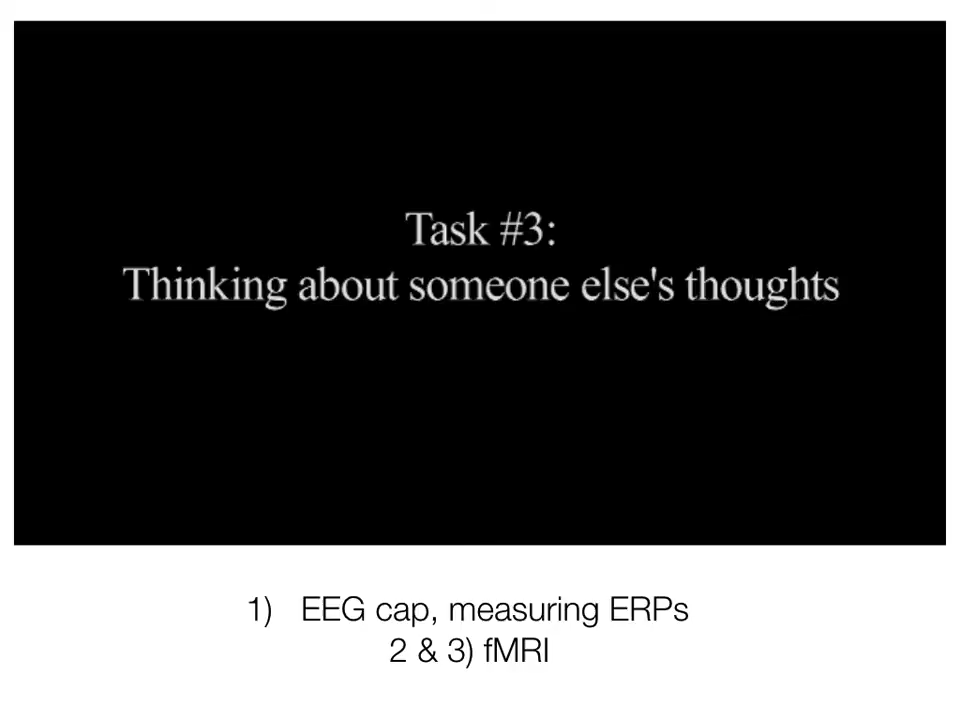 Task #3:
Thinking about someone else's thoughts
1) EEG cap, measuring ERPs
2 & 3) fMRI